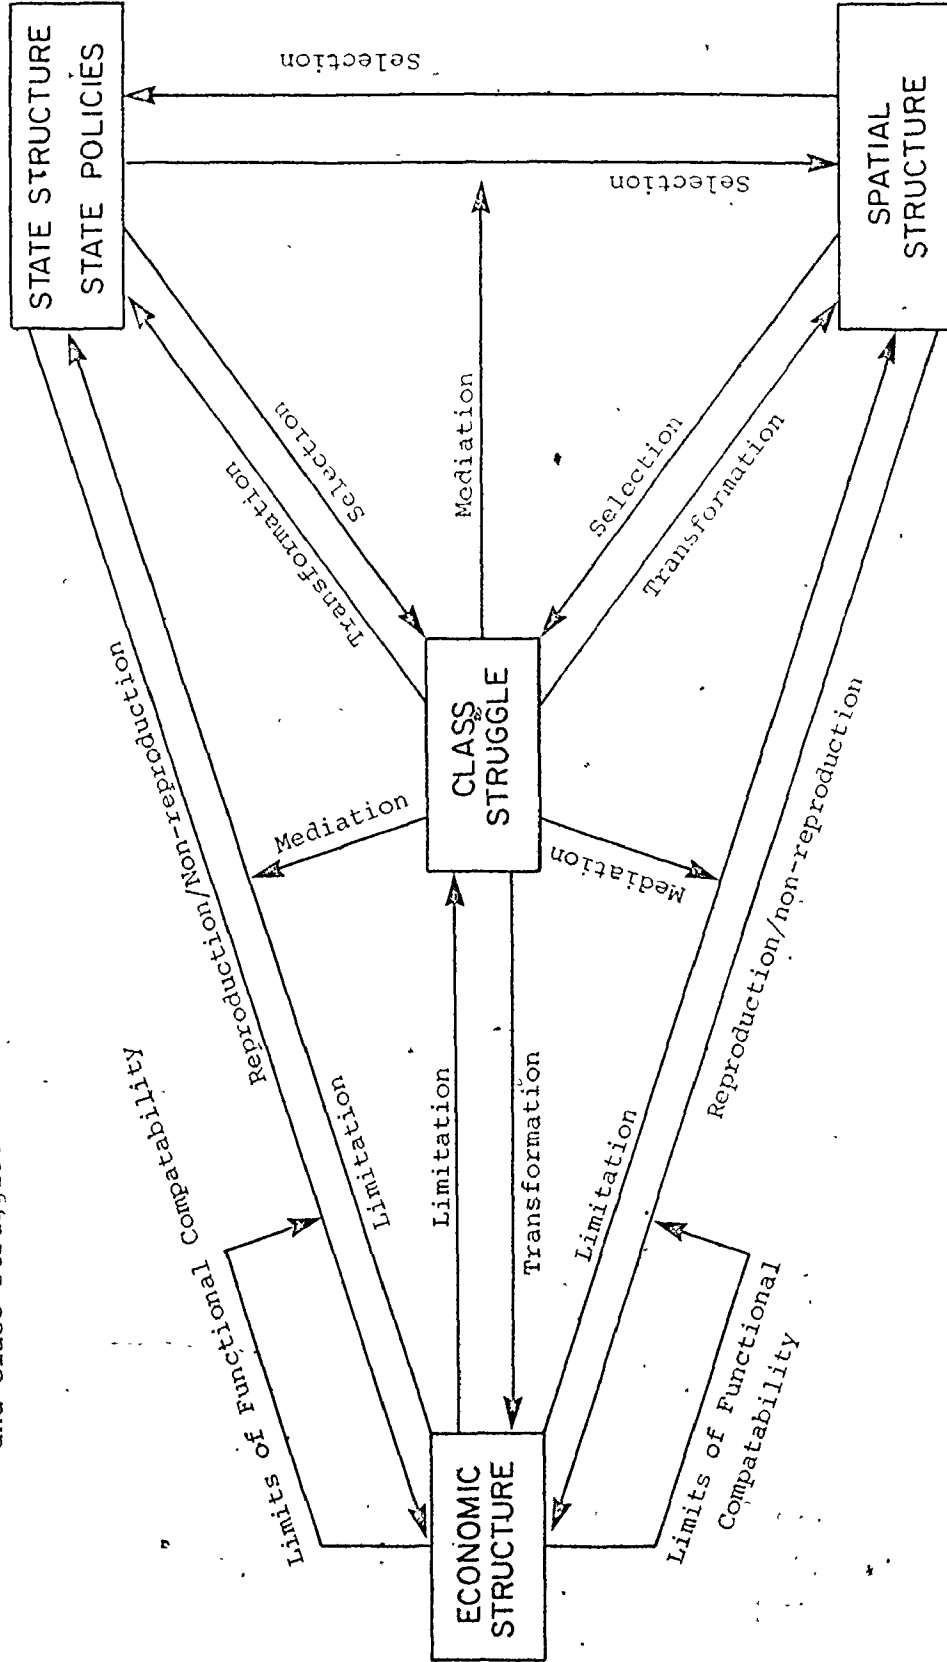 STATE STRUCTURE
STATE POLICIES
Selection
Selection
SPATIAL
STRUCTURE
Selection
Transformation
Mediation
Selection
Transformation
CLASS
STRUGGLE
Reproduction/Non-reproduction
Mediation
Mediation
Reproduction/non-reproduction
Limits of Functional Compatability
Limitation
Limitation
Transformation
Limitation
ECONOMIC
STRUCTURE
Limits of Functional
Compatability